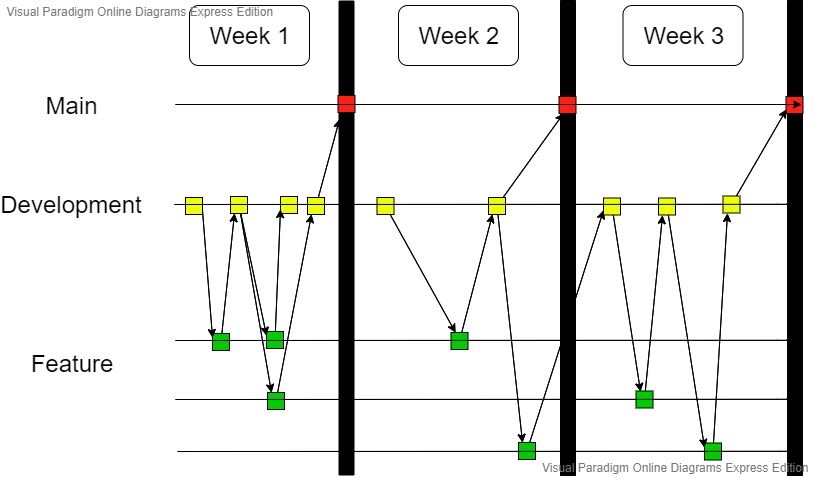 Visual Paradigm Online Diagrams Express Edition
Week 1
Week 2
Week 3
Main
Development
Feature
Visual Paradigm Online Diagrams Express Edition